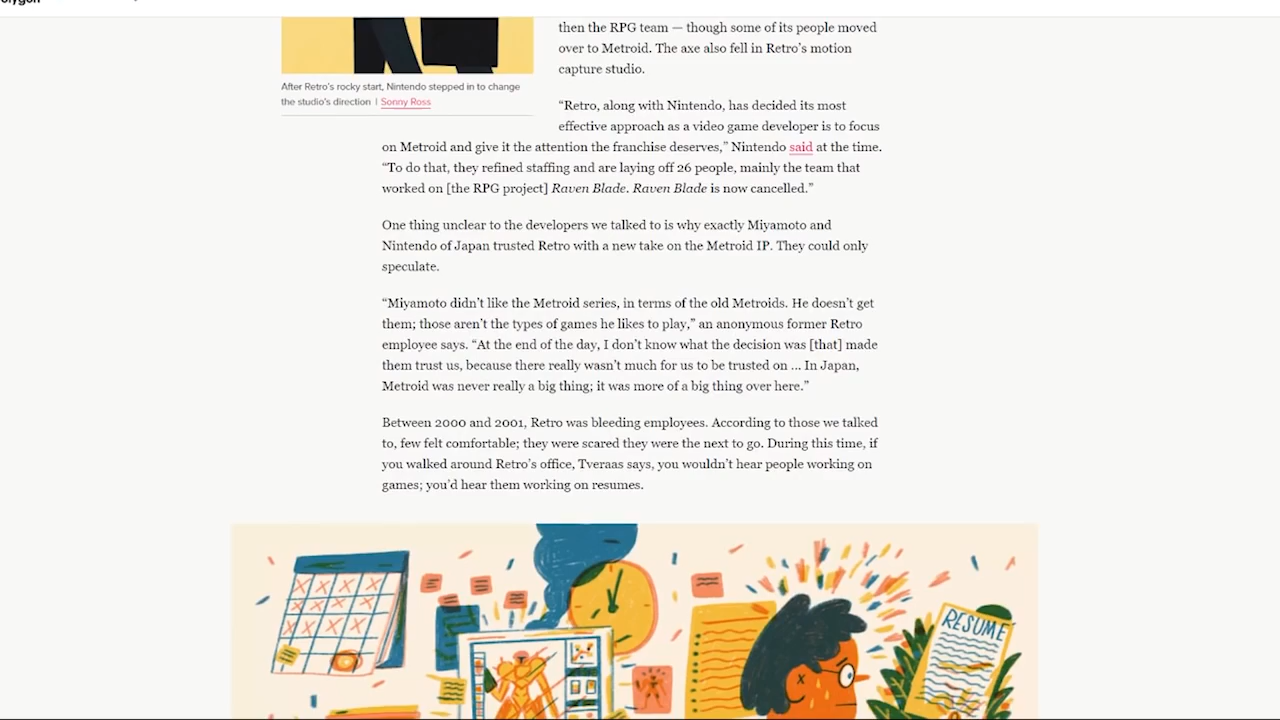 then the RPG team — though some of its people moved
over to Metroid. The axe also fell in Retro’s motion
capture studio.
After Retro’s rocky start, Nintendo stepped in to change
the studio’s direction | Sonny Ross
“Retro, along with Nintendo, has decided its most
effective approach as a video game developer is to focus
on Metroid and give it the attention the franchise deserves,” Nintendo said at the time.
“To do that, they refined staffing and are laying off 26 people, mainly the team that
worked on [the RPG project] Raven Blade. Raven Blade is now cancelled.”
One thing unclear to the developers we talked to is why exactly Miyamoto and
Nintendo of Japan trusted Retro with a new take on the Metroid IP. They could only
speculate.
“Miyamoto didn’t like the Metroid series, in terms of the old Metroids. He doesn’t get
them; those aren’t the types of games he likes to play,” an anonymous former Retro
employee says. “At the end of the day, I don’t know what the decision was [that] made
them trust us, because there really wasn’t much for us to be trusted on ... In Japan,
Metroid was never really a big thing; it was more of a big thing over here.”
Between 2000 and 2001, Retro was bleeding employees. According to those we talked
to, few felt comfortable; they were scared they were the next to go. During this time, if
you walked around Retro’s office, Tveraas says, you wouldn’t hear people working on
games; you’d hear them working on resumes.
RESUME